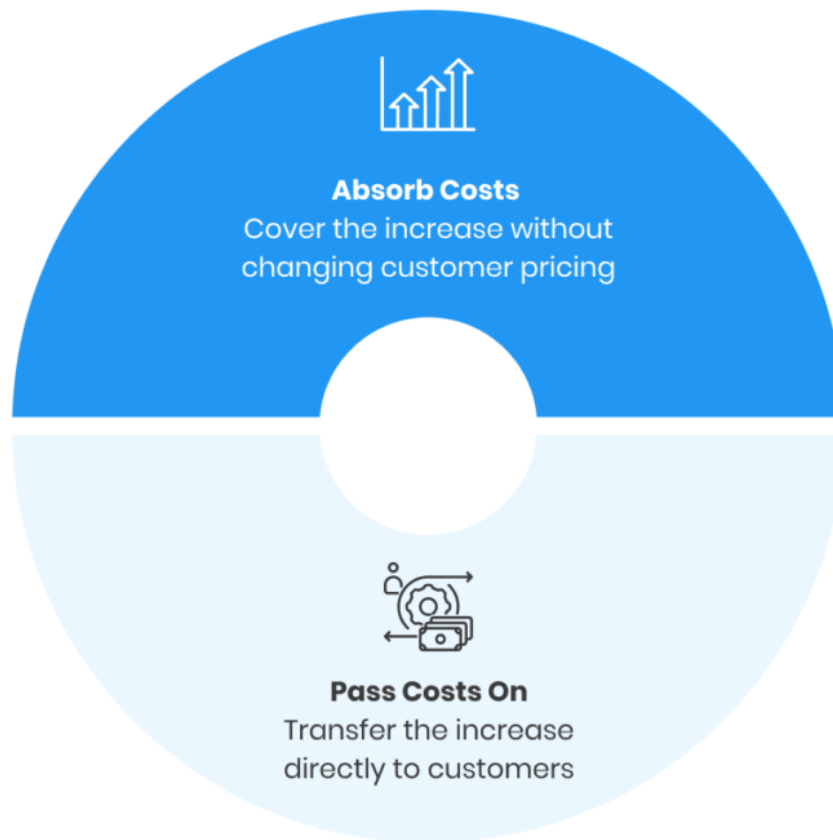 Absorb Costs
Cover the increase without
changing customer pricing
Pass Costs On
Transfer the increase
directly to customers